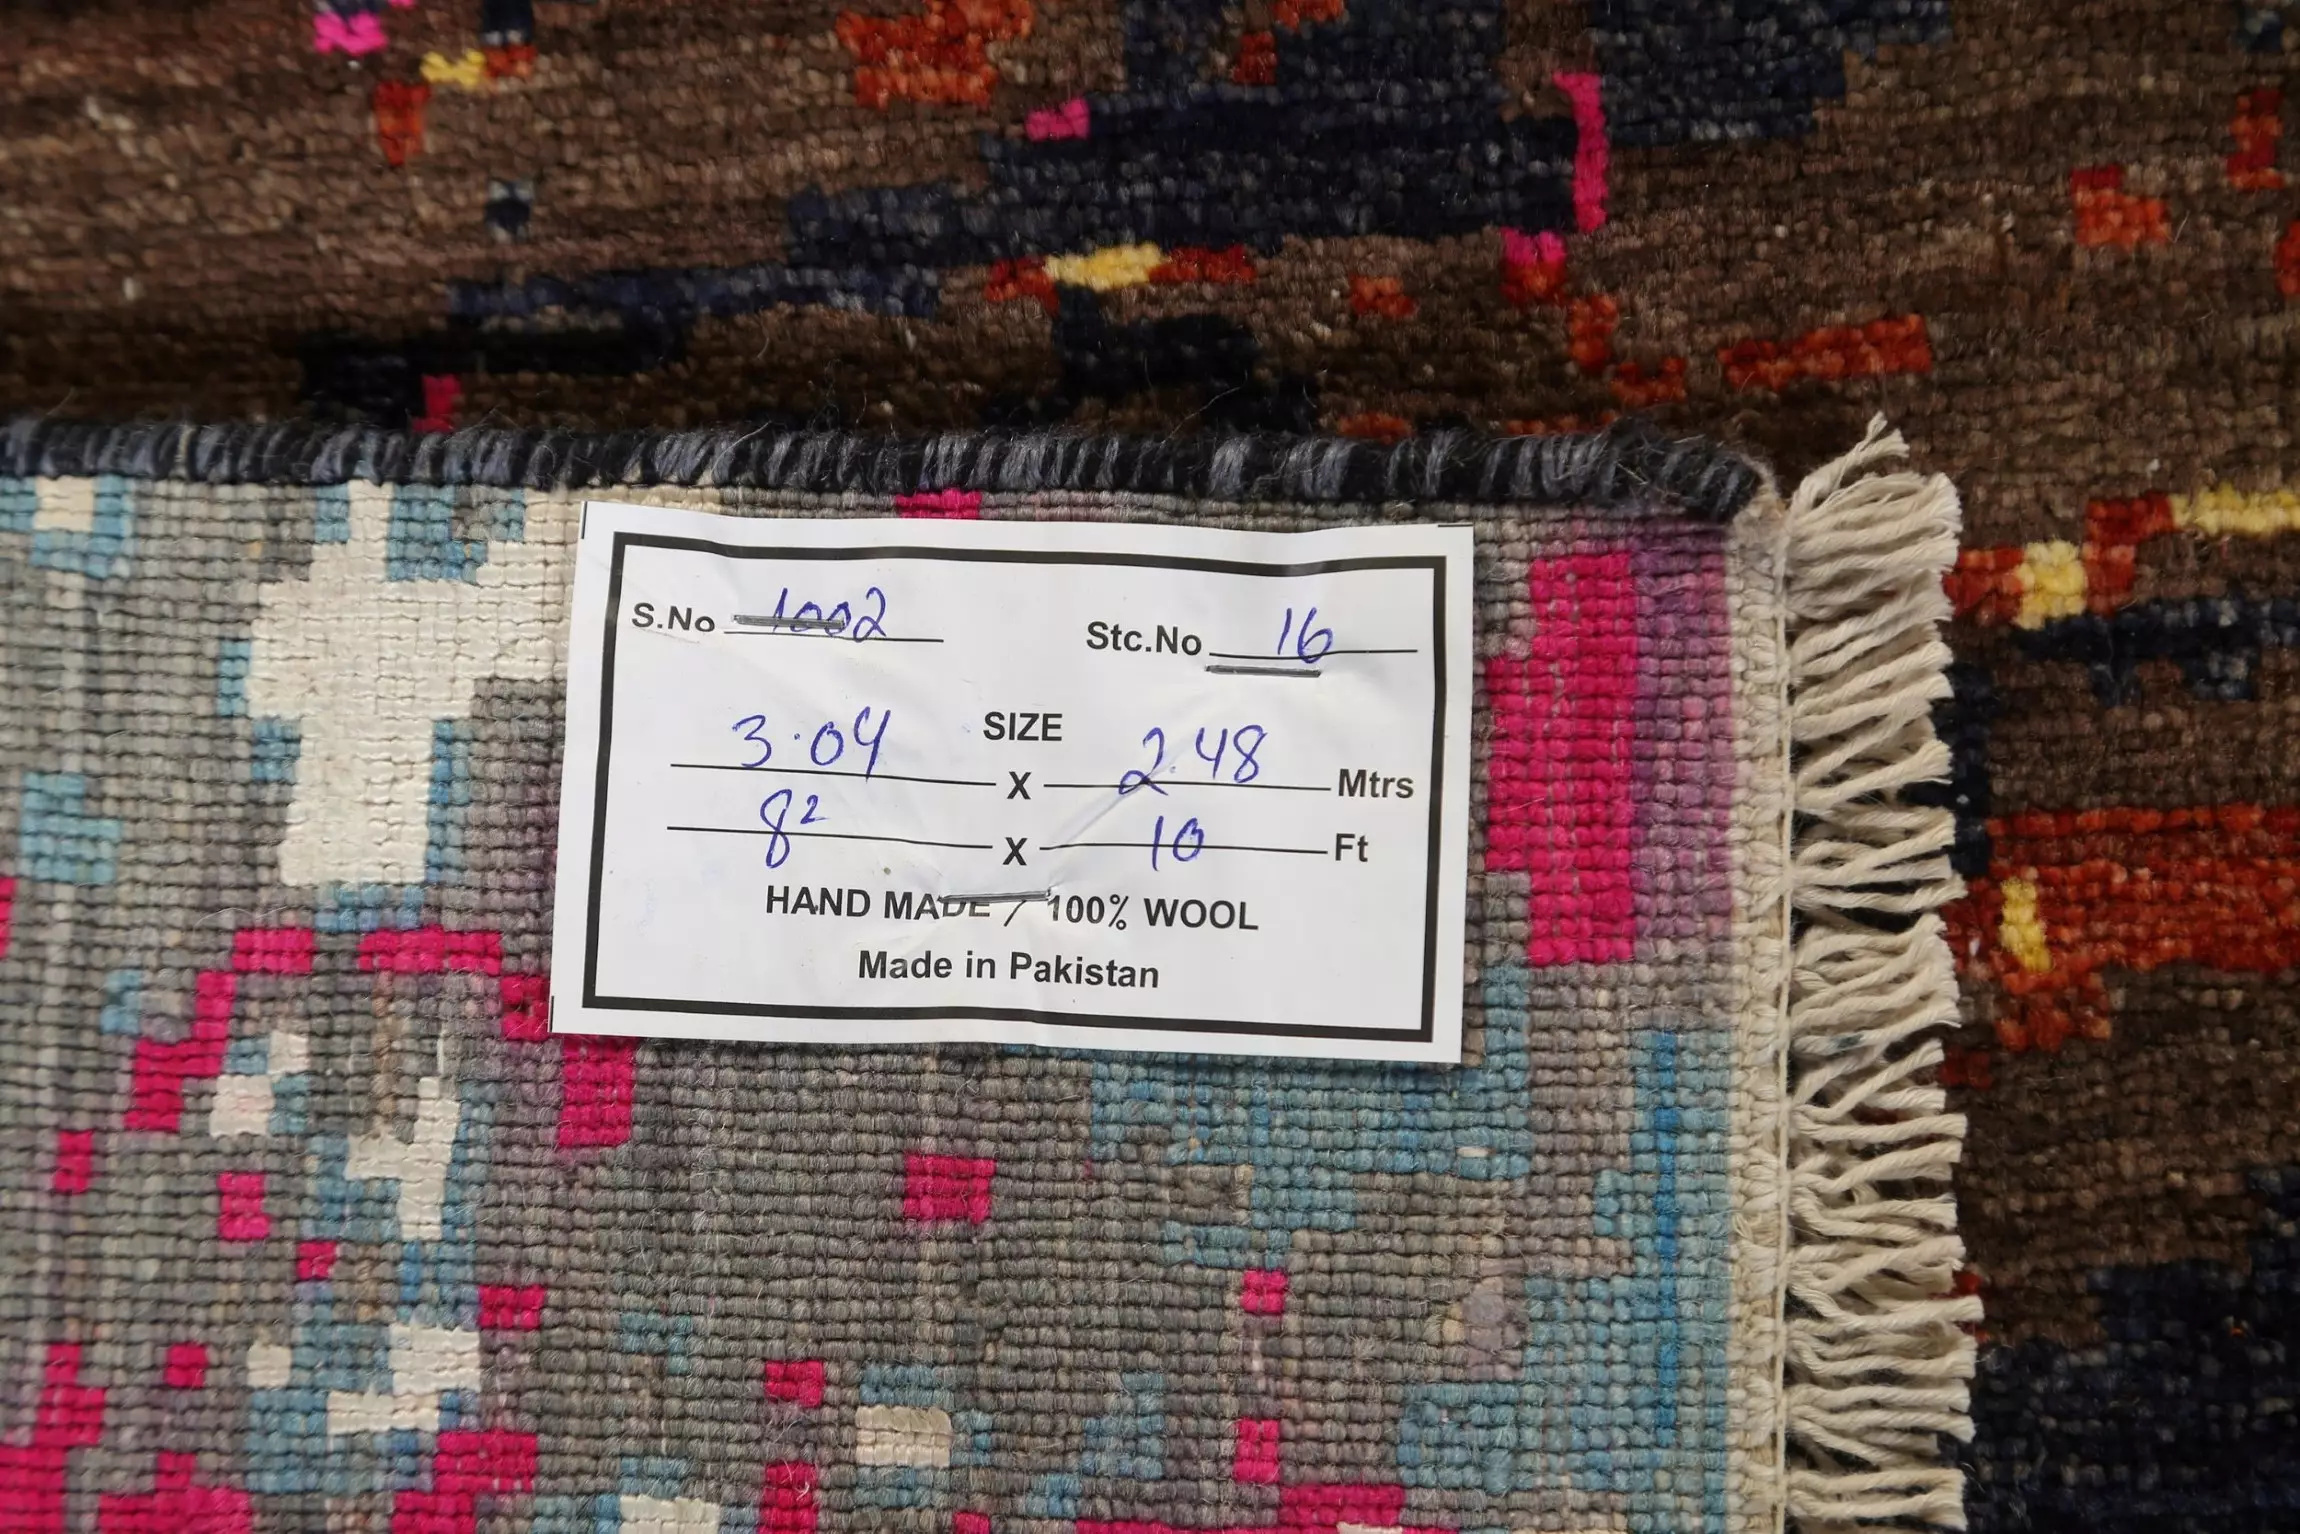 S.No 1002 Stc.No 16
SIZE
3.04 X 2.48 Mtrs
8² X 10 Ft
HAND MADE / 100% WOOL
Made in Pakistan